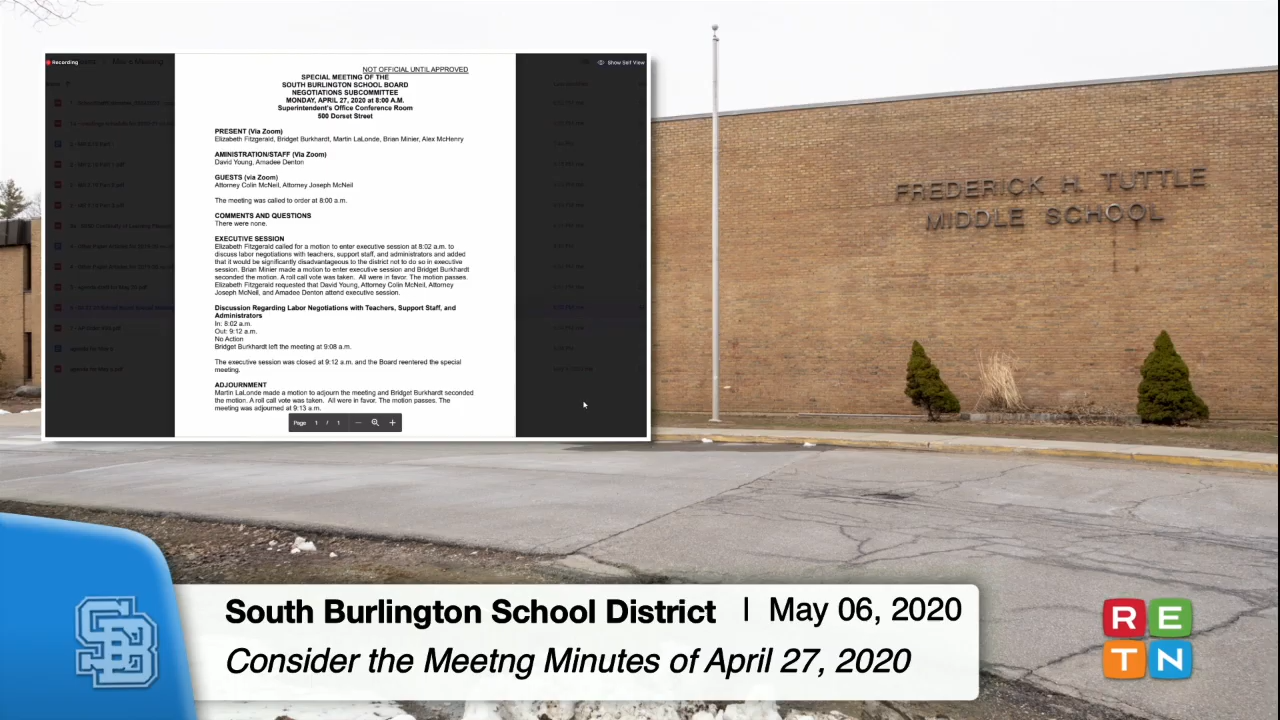 Recording
Show Self View
NOT OFFICIAL UNTIL APPROVED
SPECIAL MEETING OF THE
SOUTH BURLINGTON SCHOOL BOARD
NEGOTIATIONS SUBCOMMITTEE
MONDAY, APRIL 27, 2020 at 8:00 A.M.
Superintendent's Office Conference Room
500 Dorset Street
PRESENT (Via Zoom)
Elizabeth Fitzgerald, Bridget Burkhardt, Martin LaLonde, Brian Minier, Alex McHenry
AMINISTRATION/STAFF (Via Zoom)
David Young, Amadee Denton
GUESTS (via Zoom)
Attorney Colin McNeil, Attorney Joseph McNeil
The meeting was called to order at 8:00 a.m.
COMMENTS AND QUESTIONS
There were none.
EXECUTIVE SESSION
Elizabeth Fitzgerald called for a motion to enter executive session at 8:02 a.m. to
discuss labor negotiations with teachers, support staff, and administrators and added
that it would be significantly disadvantageous to the district not to do so in executive
session. Brian Minier made a motion to enter executive session and Bridget Burkhardt
seconded the motion. A roll call vote was taken. All were in favor. The motion passes.
Elizabeth Fitzgerald requested that David Young, Attorney Colin McNeil, Attorney
Joseph McNeil, and Amadee Denton attend executive session.
Discussion Regarding Labor Negotiations with Teachers, Support Staff, and
Administrators
In: 8:02 a.m.
Out: 9:12 a.m.
No Action
Bridget Burkhardt left the meeting at 9:08 a.m.
The executive session was closed at 9:12 a.m. and the Board reentered the special
meeting.
ADJOURNMENT
Martin LaLonde made a motion to adjourn the meeting and Bridget Burkhardt seconded
the motion. A roll call vote was taken. All were in favor. The motion passes. The
meeting was adjourned at 9:13 a.m.
Page 1 / 1
FREDERICK H. TUTTLE
MIDDLE SCHOOL
SB
South Burlington School District | May 06, 2020
Consider the Meetng Minutes of April 27, 2020
RE
TN